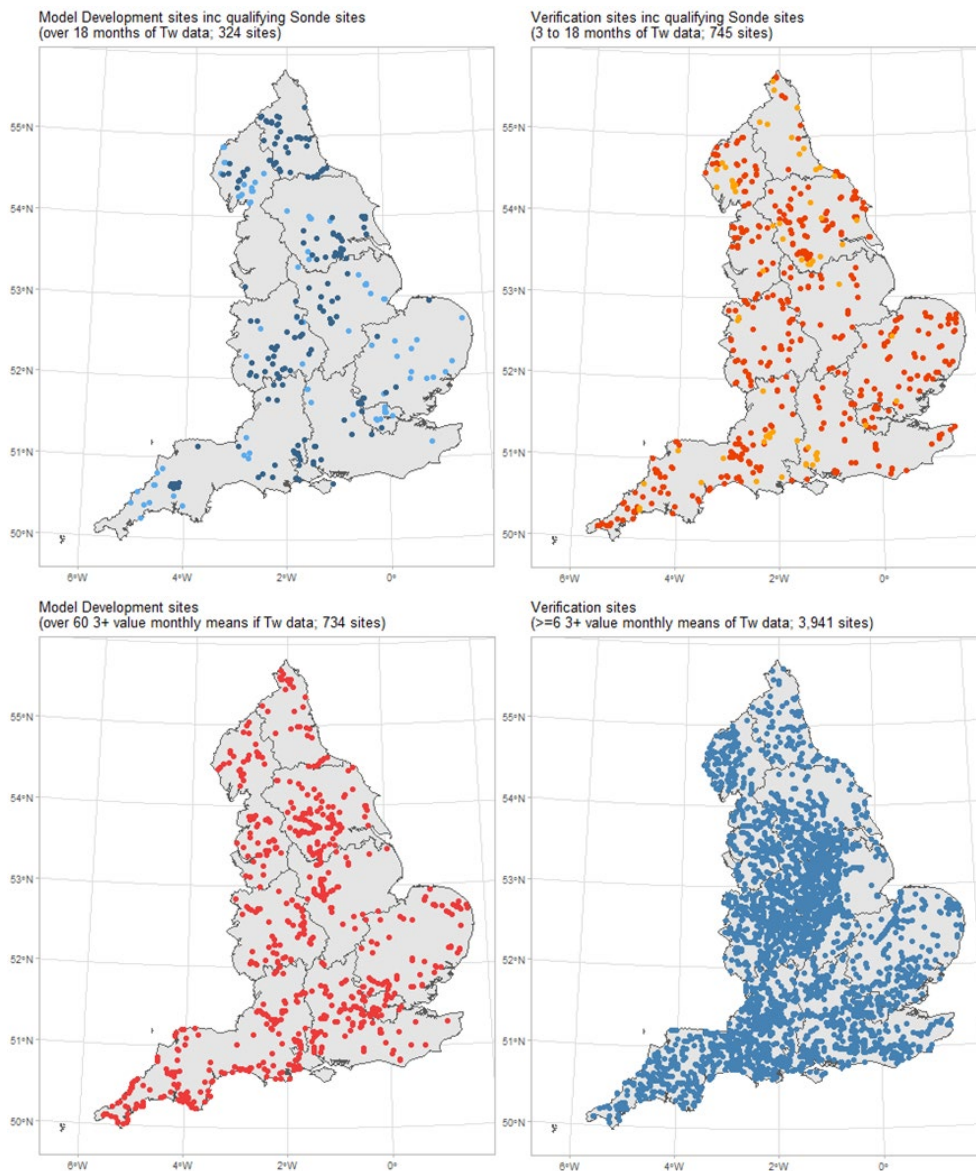 Model Development sites inc qualifying Sonde sites
(over 18 months of Tw data; 324 sites)
55°N
54°N
53°N
52°N
51°N
50°N
6°W 4°W 2°W 0°
Verification sites inc qualifying Sonde sites
(3 to 18 months of Tw data; 745 sites)
55°N
54°N
53°N
52°N
51°N
50°N
6°W 4°W 2°W 0°
Model Development sites
(over 60 3+ value monthly means if Tw data; 734 sites)
55°N
54°N
53°N
52°N
51°N
50°N
6°W 4°W 2°W 0°
Verification sites
(>=6 3+ value monthly means of Tw data; 3,941 sites)
55°N
54°N
53°N
52°N
51°N
50°N
6°W 4°W 2°W 0°